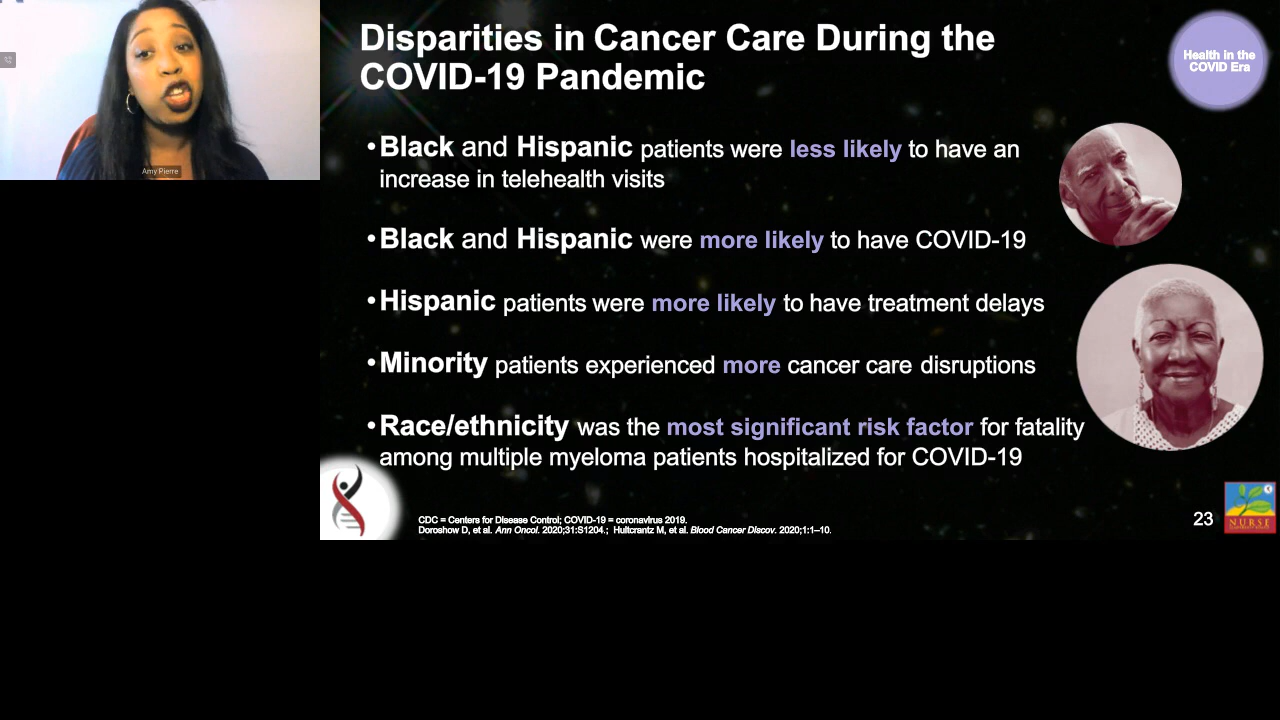 Amy Pierre
Disparities in Cancer Care During the
COVID-19 Pandemic
Health in the
COVID Era
•Black and Hispanic patients were less likely to have an
increase in telehealth visits
•Black and Hispanic were more likely to have COVID-19
•Hispanic patients were more likely to have treatment delays
•Minority patients experienced more cancer care disruptions
•Race/ethnicity was the most significant risk factor for fatality
among multiple myeloma patients hospitalized for COVID-19
CDC = Centers for Disease Control; COVID-19 = coronavirus 2019.
Doroshow D, et al. Ann Oncol. 2020;31:S1204.; Hultcrantz M, et al. Blood Cancer Discov. 2020;1:1–10.
23
NURSE